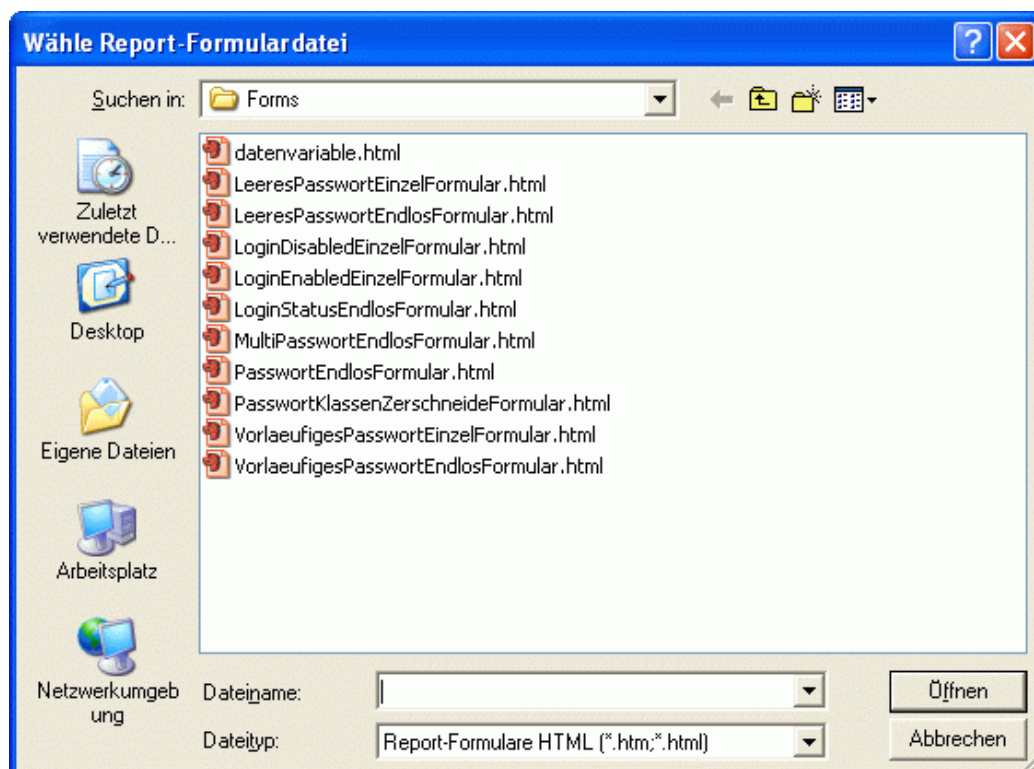 Wähle Report-Formulardatei
Suchen in:
Forms
Zuletzt
verwendete D...
Desktop
Eigene Dateien
Arbeitsplatz
Netzwerkumgeb
ung
datenvariable.html
LeeresPasswortEinzelFormular.html
LeeresPasswortEndlosFormular.html
LoginDisabledEinzelFormular.html
LoginEnabledEinzelFormular.html
LoginStatusEndlosFormular.html
MultiPasswortEndlosFormular.html
PasswortEndlosFormular.html
PasswortKlassenZerschneideFormular.html
VorlaeufigesPasswortEinzelFormular.html
VorlaeufigesPasswortEndlosFormular.html
Dateiname:
Öffnen
Dateityp:
Report-Formulare HTML (*.htm;*.html)
Abbrechen